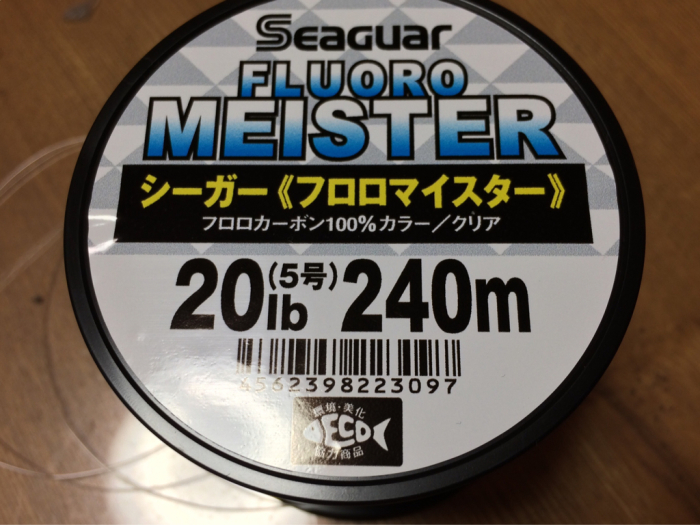 Seaguar
FLUORO
MEISTER
シーガー《フロロマイスター》
フロロカーボン100%カラー／クリア
20lb(5号)240m
4562398223097
環境・美化
ECO
協力商品